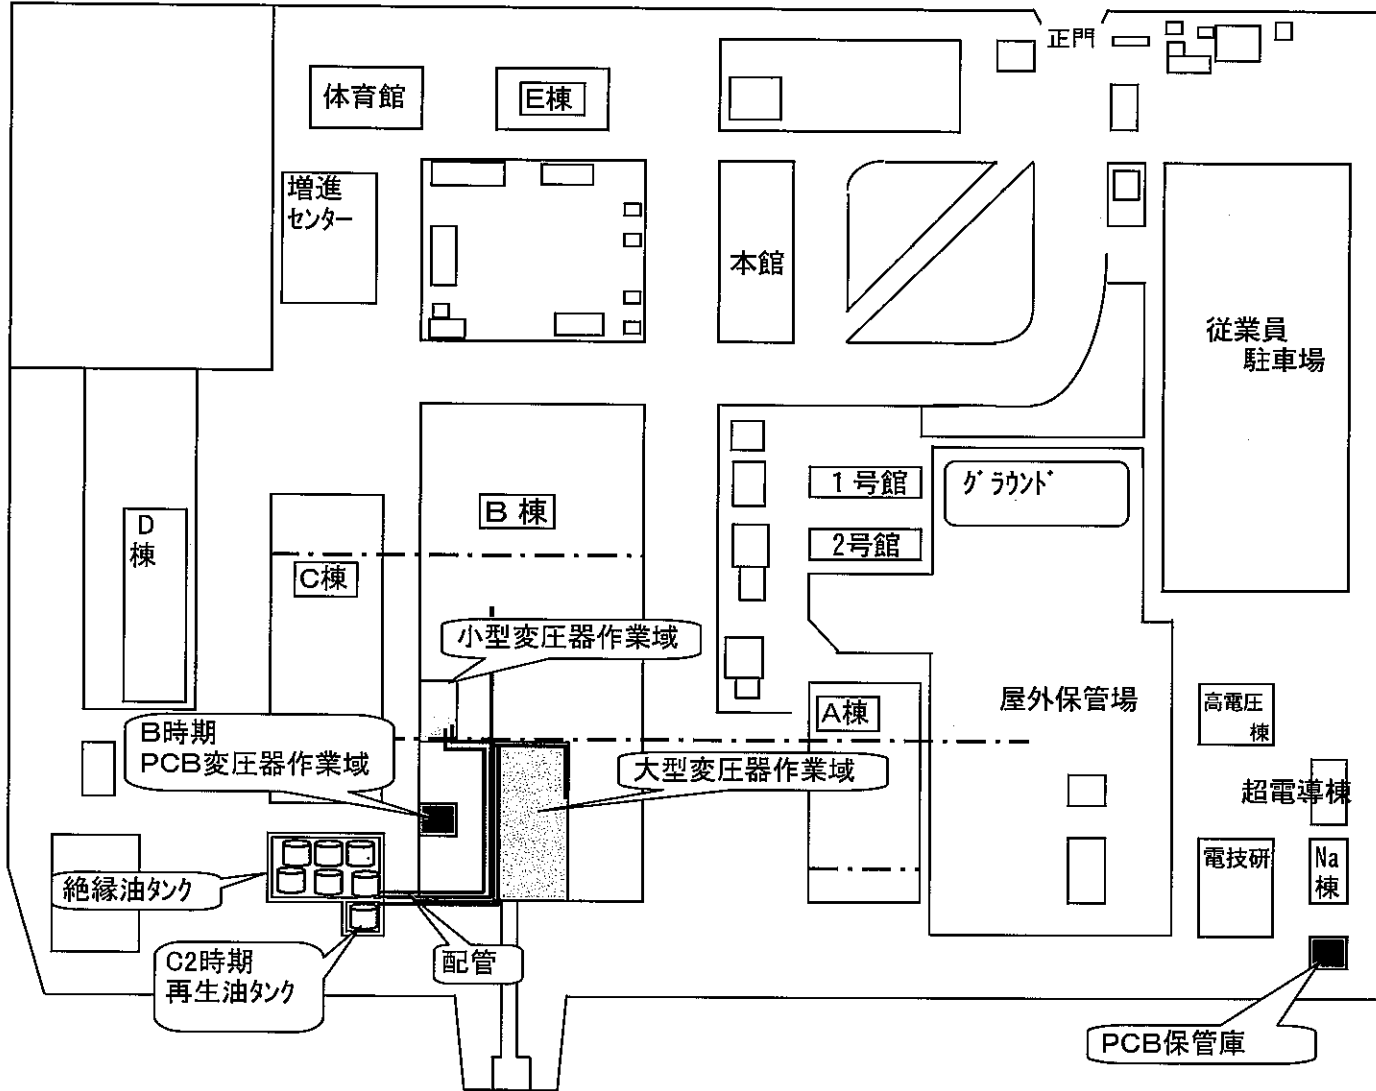 正門
体育館
E棟
増進
センター
本館
従業員
駐車場
B 棟
1号館
グラウンド
D
棟
2号館
C棟
小型変圧器作業域
屋外保管場
高電圧
棟
A棟
B時期
PCB変圧器作業域
大型変圧器作業域
超電導棟
電技研
Na
棟
絶縁油タンク
C2時期
再生油タンク
配管
PCB保管庫